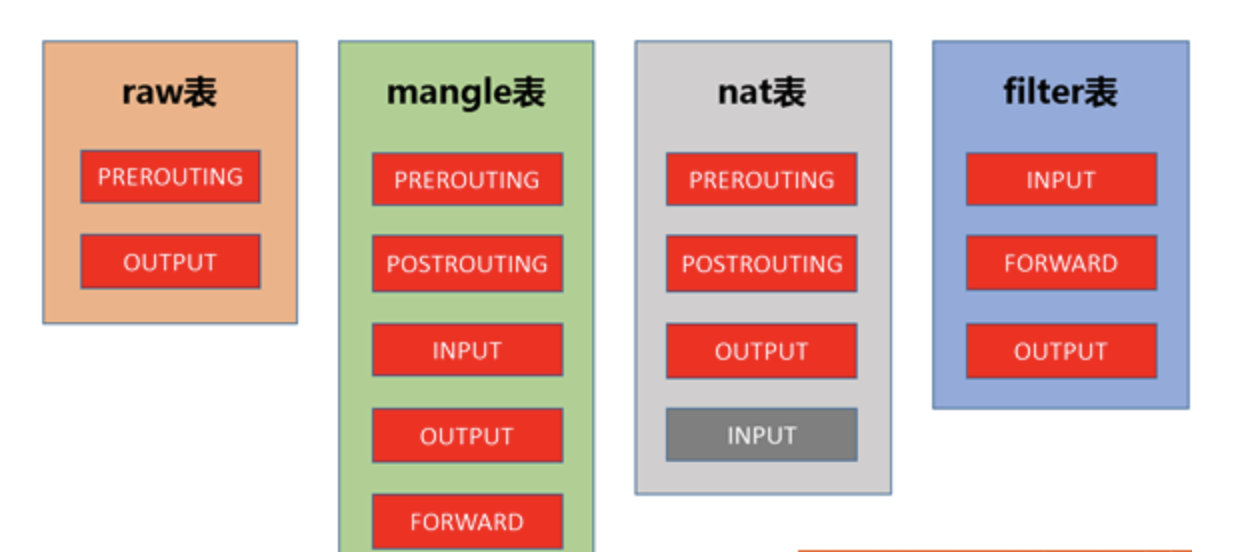 raw表
PREROUTING
OUTPUT
mangle表
PREROUTING
POSTROUTING
INPUT
OUTPUT
FORWARD
nat表
PREROUTING
POSTROUTING
OUTPUT
INPUT
filter表
INPUT
FORWARD
OUTPUT